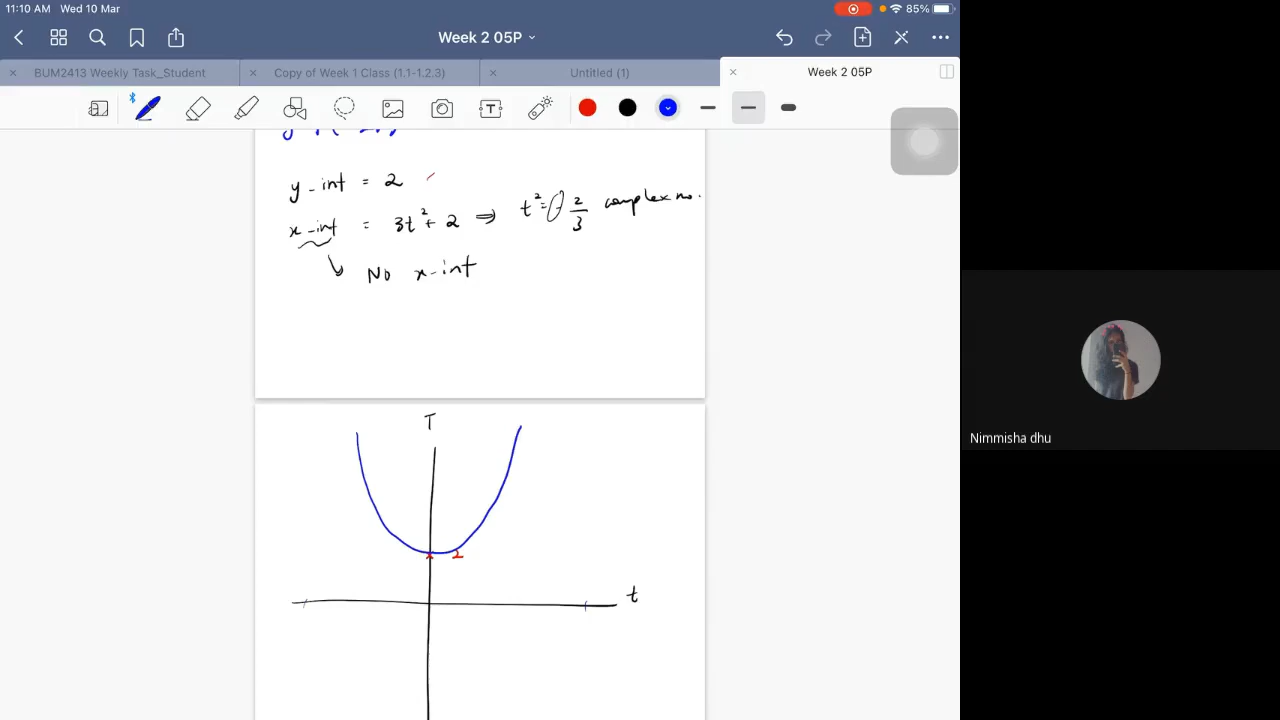 11:10 AM Wed 10 Mar
85%
Week 2 05P
BUM2413 Weekly Task_Student
Copy of Week 1 Class (1.1-1.2.3)
Untitled (1)
Week 2 05P
T
y-int = 2
x-int = 3t² + 2 ⇒ t² = - 2/3 complex no.
↳ No x-int
T
2
t
Nimmisha dhu